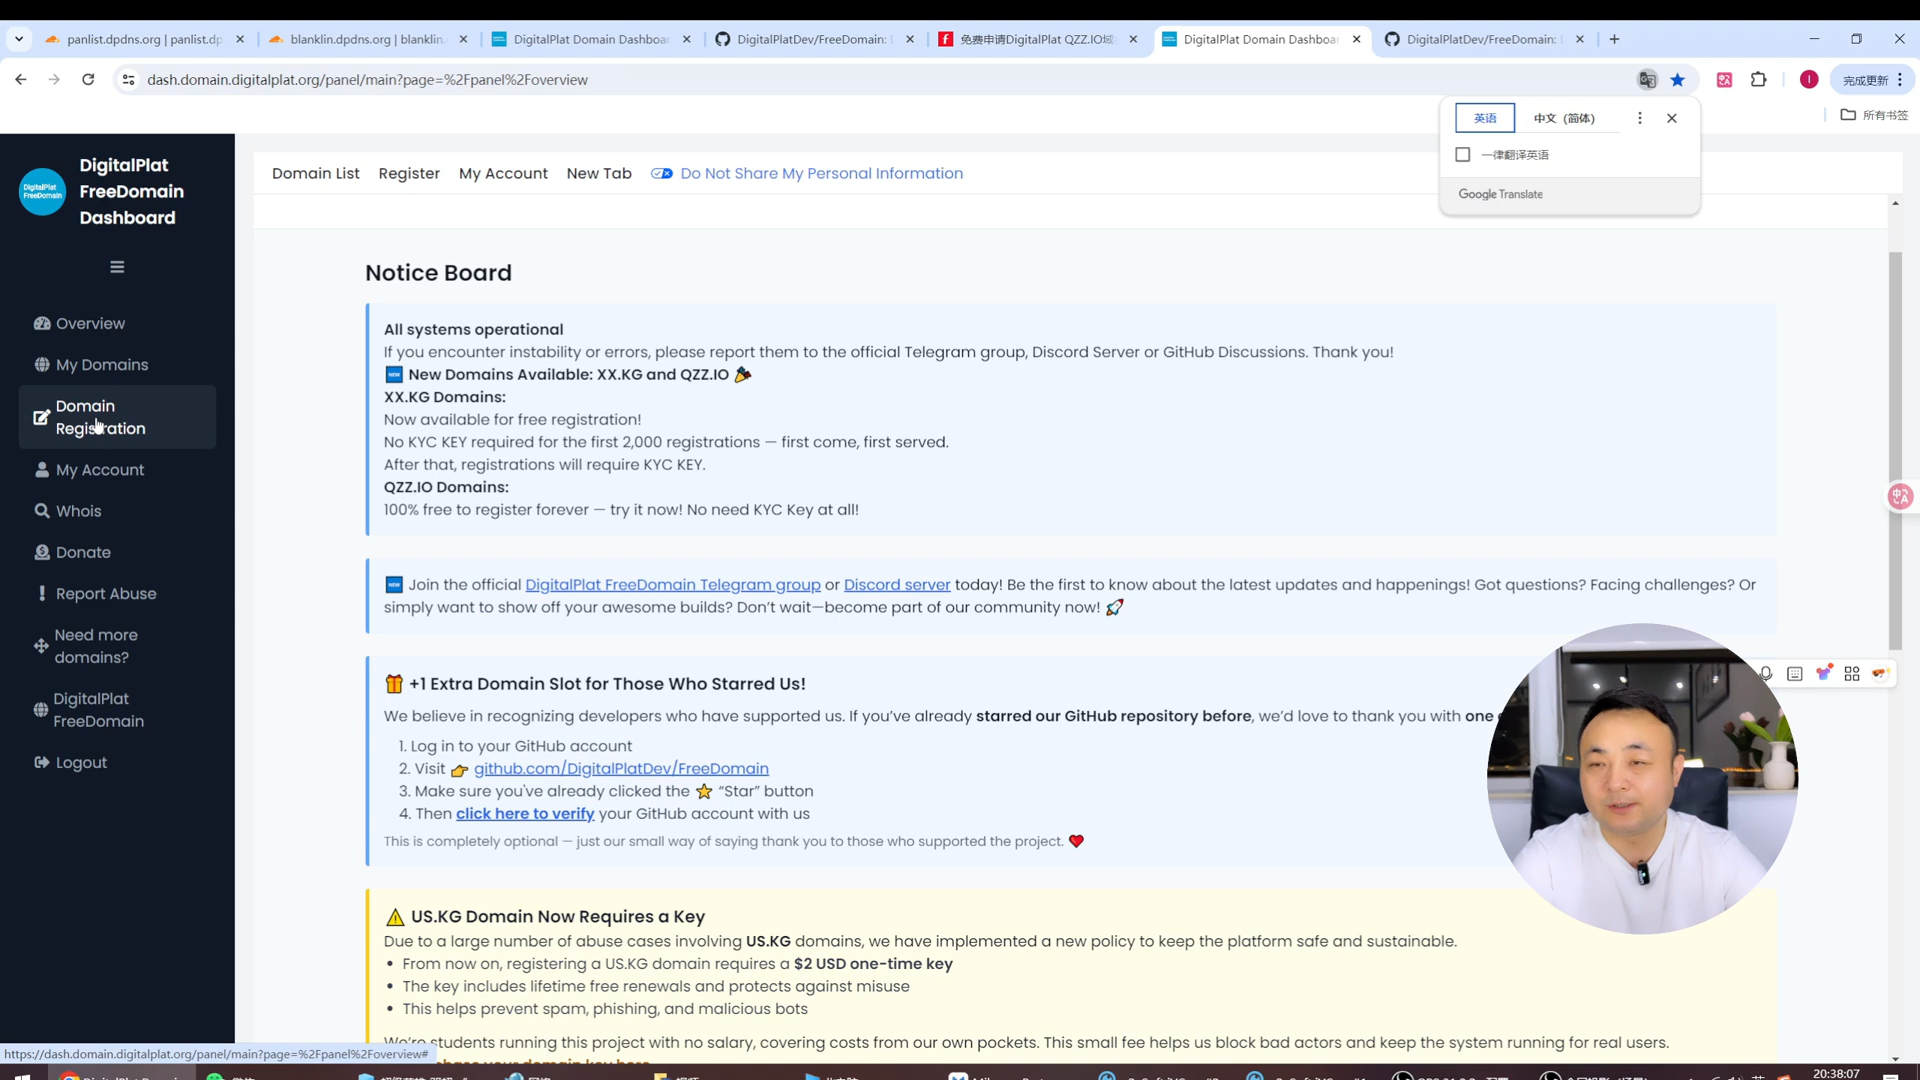 panlist.dpdns.org | panlist.dp
blanklin.dpdns.org | blanklin.
DigitalPlat Domain Dashboa
DigitalPlatDev/FreeDomain: D
免费申请DigitalPlat QZZ.IO域
DigitalPlat Domain Dashboa
DigitalPlatDev/FreeDomain:
dash.domain.digitalplat.org/panel/main?page=%2Fpanel%2Foverview
完成更新
所有书签
英语
中文（简体）
一律翻译英语
Google Translate
DigitalPlat
FreeDomain
DigitalPlat
FreeDomain
Dashboard
Overview
My Domains
Domain
Registration
My Account
Whois
Donate
Report Abuse
Need more
domains?
DigitalPlat
FreeDomain
Logout
Domain List
Register
My Account
New Tab
Do Not Share My Personal Information
Notice Board
All systems operational
If you encounter instability or errors, please report them to the official Telegram group, Discord Server or GitHub Discussions. Thank you!
New Domains Available: XX.KG and QZZ.IO
XX.KG Domains:
Now available for free registration!
No KYC KEY required for the first 2,000 registrations — first come, first served.
After that, registrations will require KYC KEY.
QZZ.IO Domains:
100% free to register forever — try it now! No need KYC Key at all!
Join the official DigitalPlat FreeDomain Telegram group or Discord server today! Be the first to know about the latest updates and happenings! Got questions? Facing challenges? Or
simply want to show off your awesome builds? Don't wait—become part of our community now!
+1 Extra Domain Slot for Those Who Starred Us!
We believe in recognizing developers who have supported us. If you've already starred our GitHub repository before, we'd love to thank you with one
1. Log in to your GitHub account
2. Visit github.com/DigitalPlatDev/FreeDomain
3. Make sure you've already clicked the "Star" button
4. Then click here to verify your GitHub account with us
This is completely optional — just our small way of saying thank you to those who supported the project.
US.KG Domain Now Requires a Key
Due to a large number of abuse cases involving US.KG domains, we have implemented a new policy to keep the platform safe and sustainable.
• From now on, registering a US.KG domain requires a $2 USD one-time key
• The key includes lifetime free renewals and protects against misuse
• This helps prevent spam, phishing, and malicious bots
We're students running this project with no salary, covering costs from our own pockets. This small fee helps us block bad actors and keep the system running for real users.
https://dash.domain.digitalplat.org/panel/main?page=%2Fpanel%2Foverview#
20:38:07